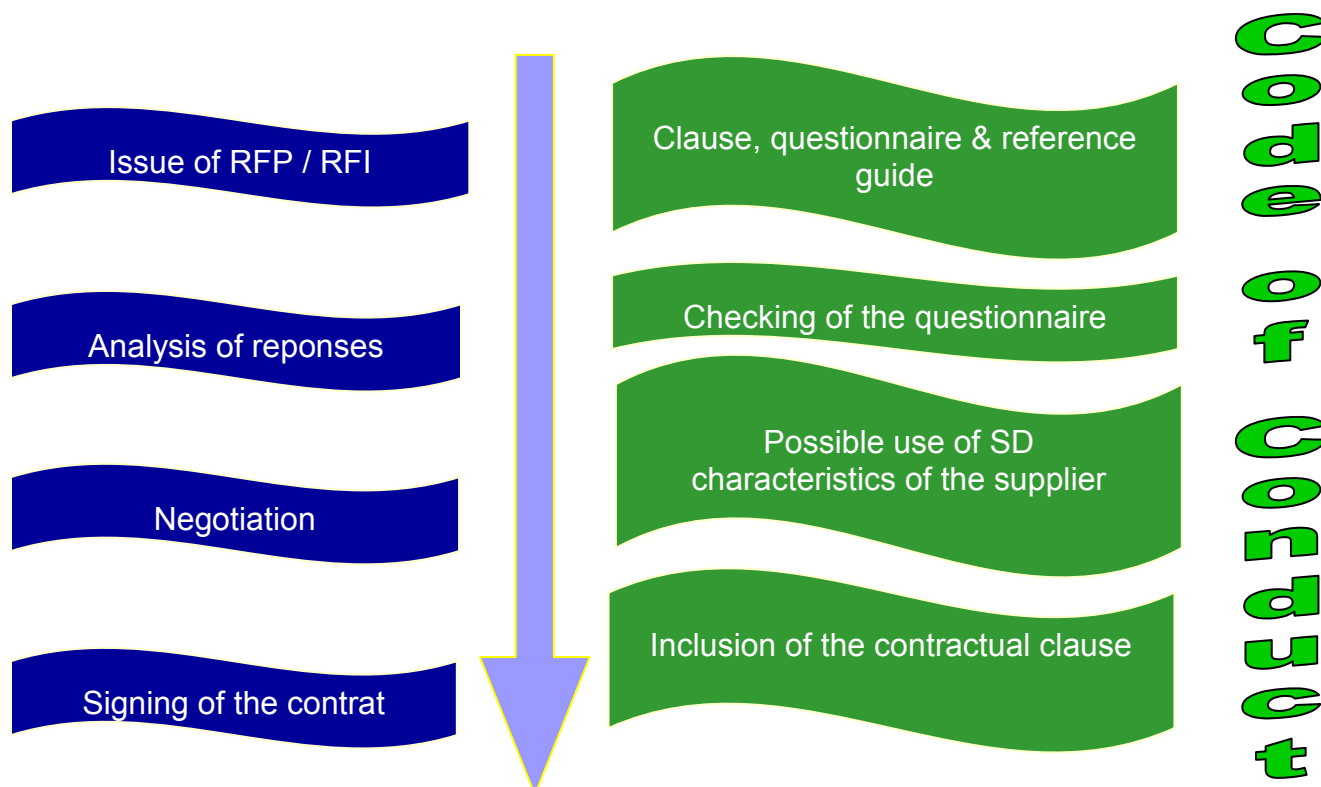 Issue of RFP / RFI
Clause, questionnaire & reference
guide
Analysis of reponses
Checking of the questionnaire
Negotiation
Possible use of SD
characteristics of the supplier
Signing of the contrat
Inclusion of the contractual clause
Code of Conduct